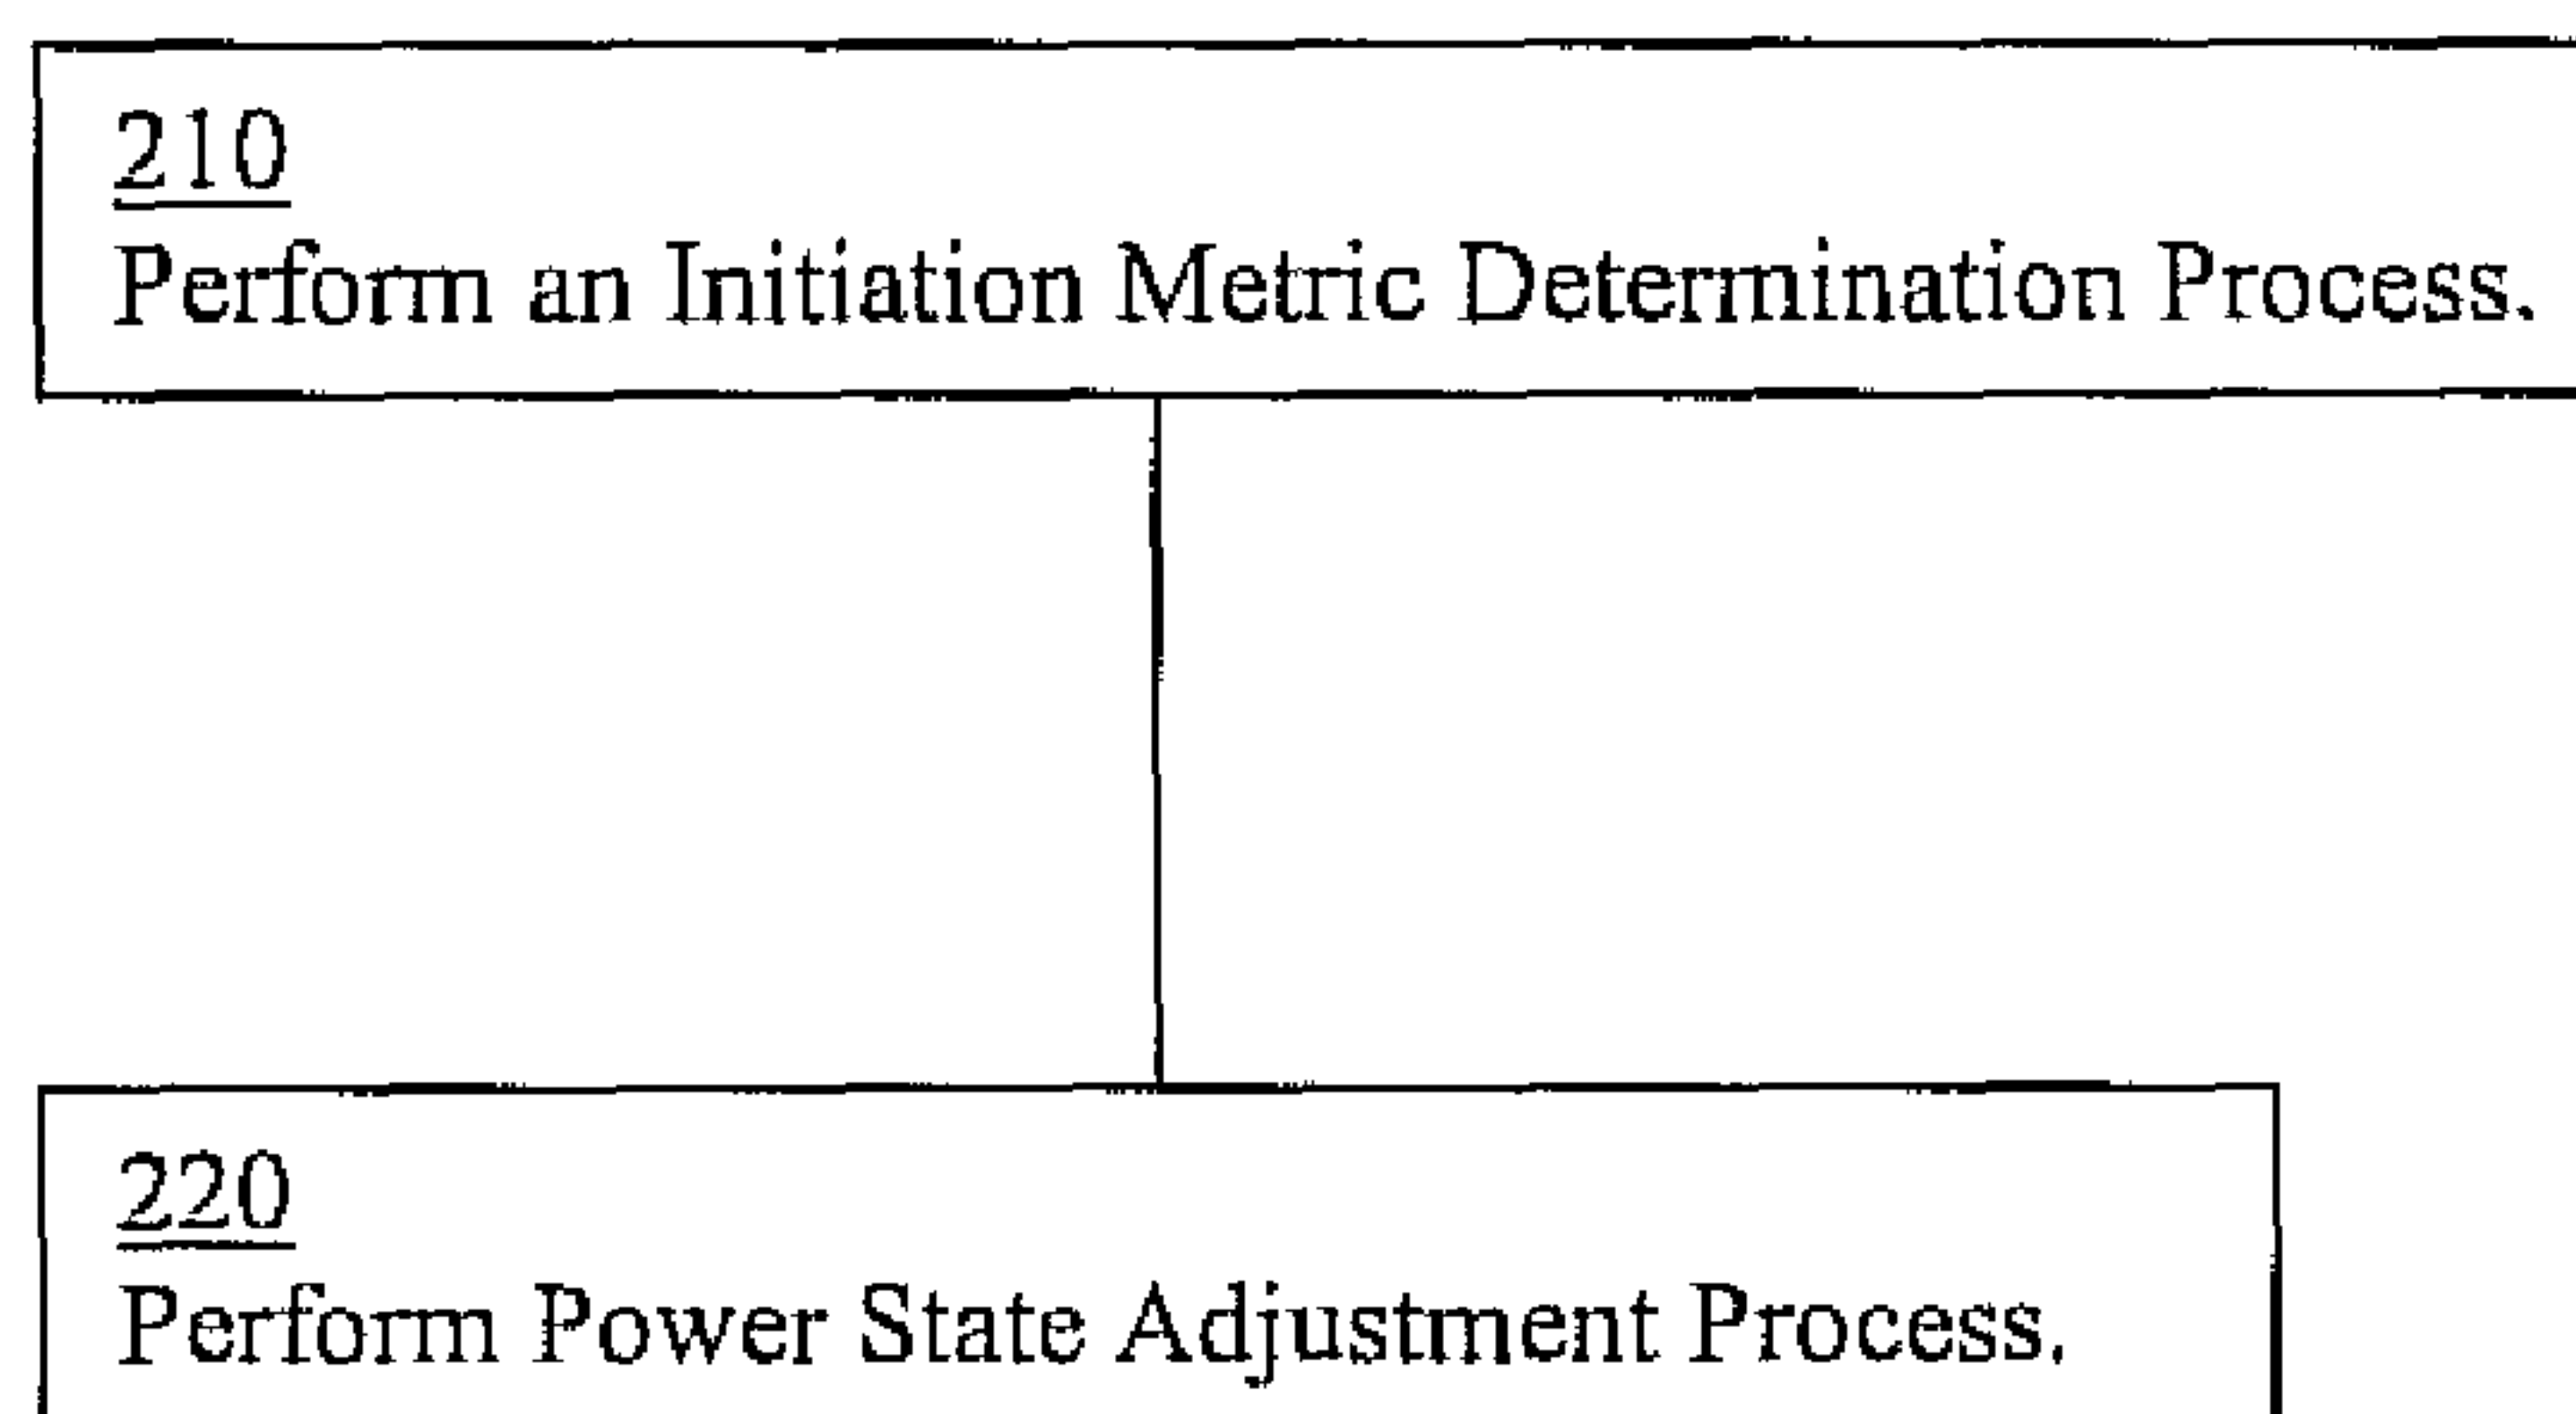 210
Perform an Initiation Metric Determination Process.
220
Perform Power State Adjustment Process.